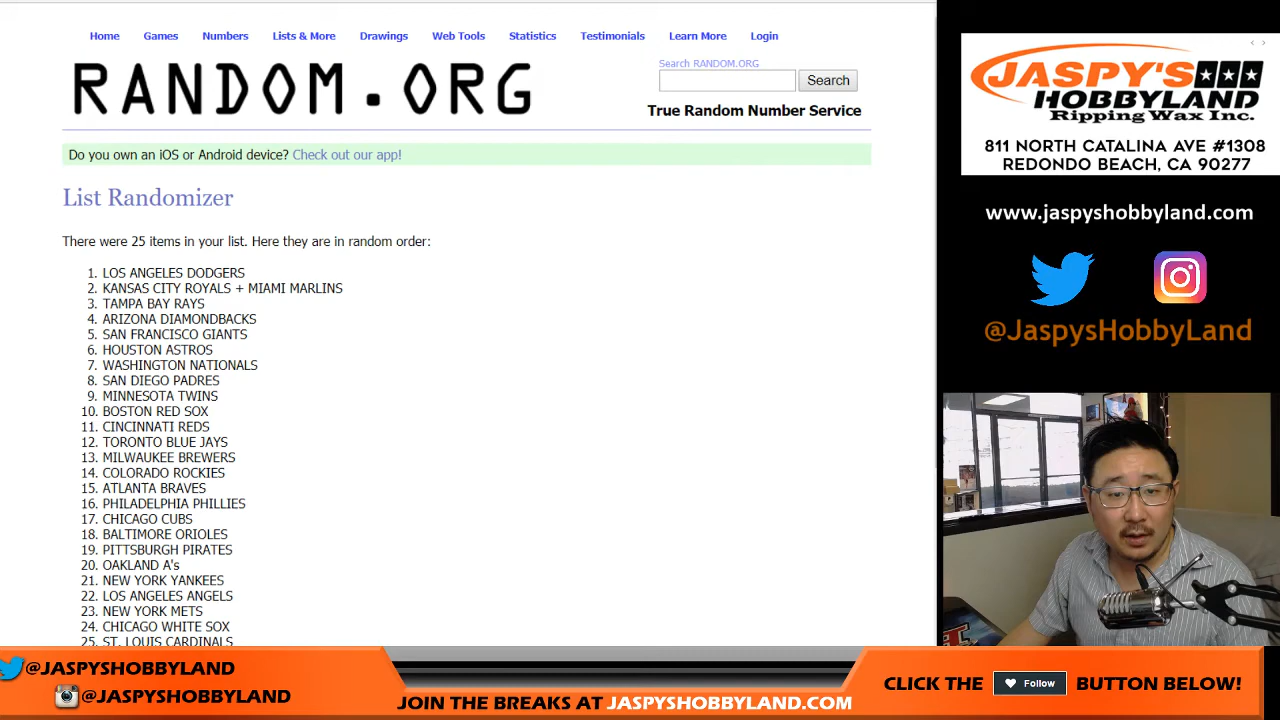 Home Games Numbers Lists & More Drawings Web Tools Statistics Testimonials Learn More Login
RANDOM.ORG
Search RANDOM.ORG
Search
True Random Number Service
Do you own an iOS or Android device? Check out our app!
List Randomizer
There were 25 items in your list. Here they are in random order:
1. LOS ANGELES DODGERS
2. KANSAS CITY ROYALS + MIAMI MARLINS
3. TAMPA BAY RAYS
4. ARIZONA DIAMONDBACKS
5. SAN FRANCISCO GIANTS
6. HOUSTON ASTROS
7. WASHINGTON NATIONALS
8. SAN DIEGO PADRES
9. MINNESOTA TWINS
10. BOSTON RED SOX
11. CINCINNATI REDS
12. TORONTO BLUE JAYS
13. MILWAUKEE BREWERS
14. COLORADO ROCKIES
15. ATLANTA BRAVES
16. PHILADELPHIA PHILLIES
17. CHICAGO CUBS
18. BALTIMORE ORIOLES
19. PITTSBURGH PIRATES
20. OAKLAND A's
21. NEW YORK YANKEES
22. LOS ANGELES ANGELS
23. NEW YORK METS
24. CHICAGO WHITE SOX
25. ST. LOUIS CARDINALS
JASPY'S
HOBBYLAND
Ripping Wax Inc.
811 NORTH CATALINA AVE #1308
REDONDO BEACH, CA 90277
www.jaspyshobbyland.com
@JaspysHobbyLand
@JASPYSHOBBYLAND
@JASPYSHOBBYLAND
JOIN THE BREAKS AT JASPYSHOBBYLAND.COM
CLICK THE Follow BUTTON BELOW!